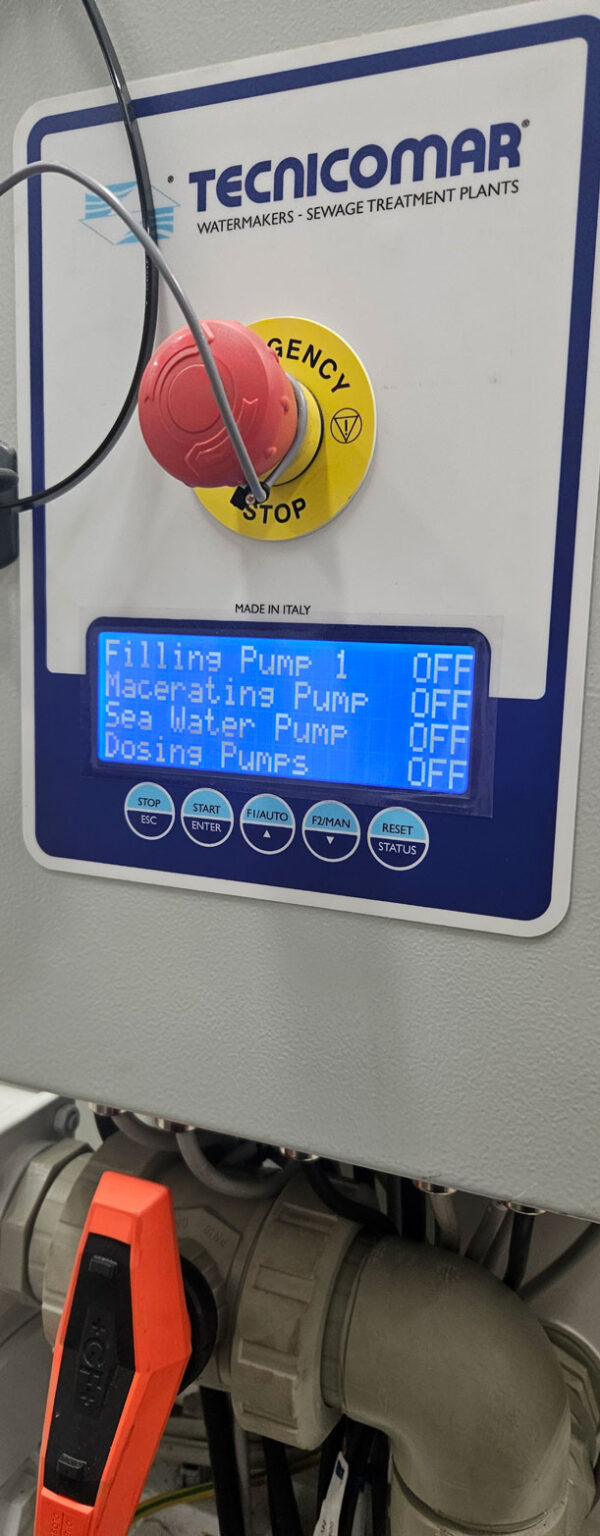 TECNICOMAR®
WATERMAKERS - SEWAGE TREATMENT PLANTS
GENCY
STOP
MADE IN ITALY
Filling Pump 1 OFF
Macerating Pump OFF
Sea Water Pump OFF
Dosing Pumps OFF
STOP
ESC
START
ENTER
F1/AUTO
▲
F2/MAN
▼
RESET
STATUS